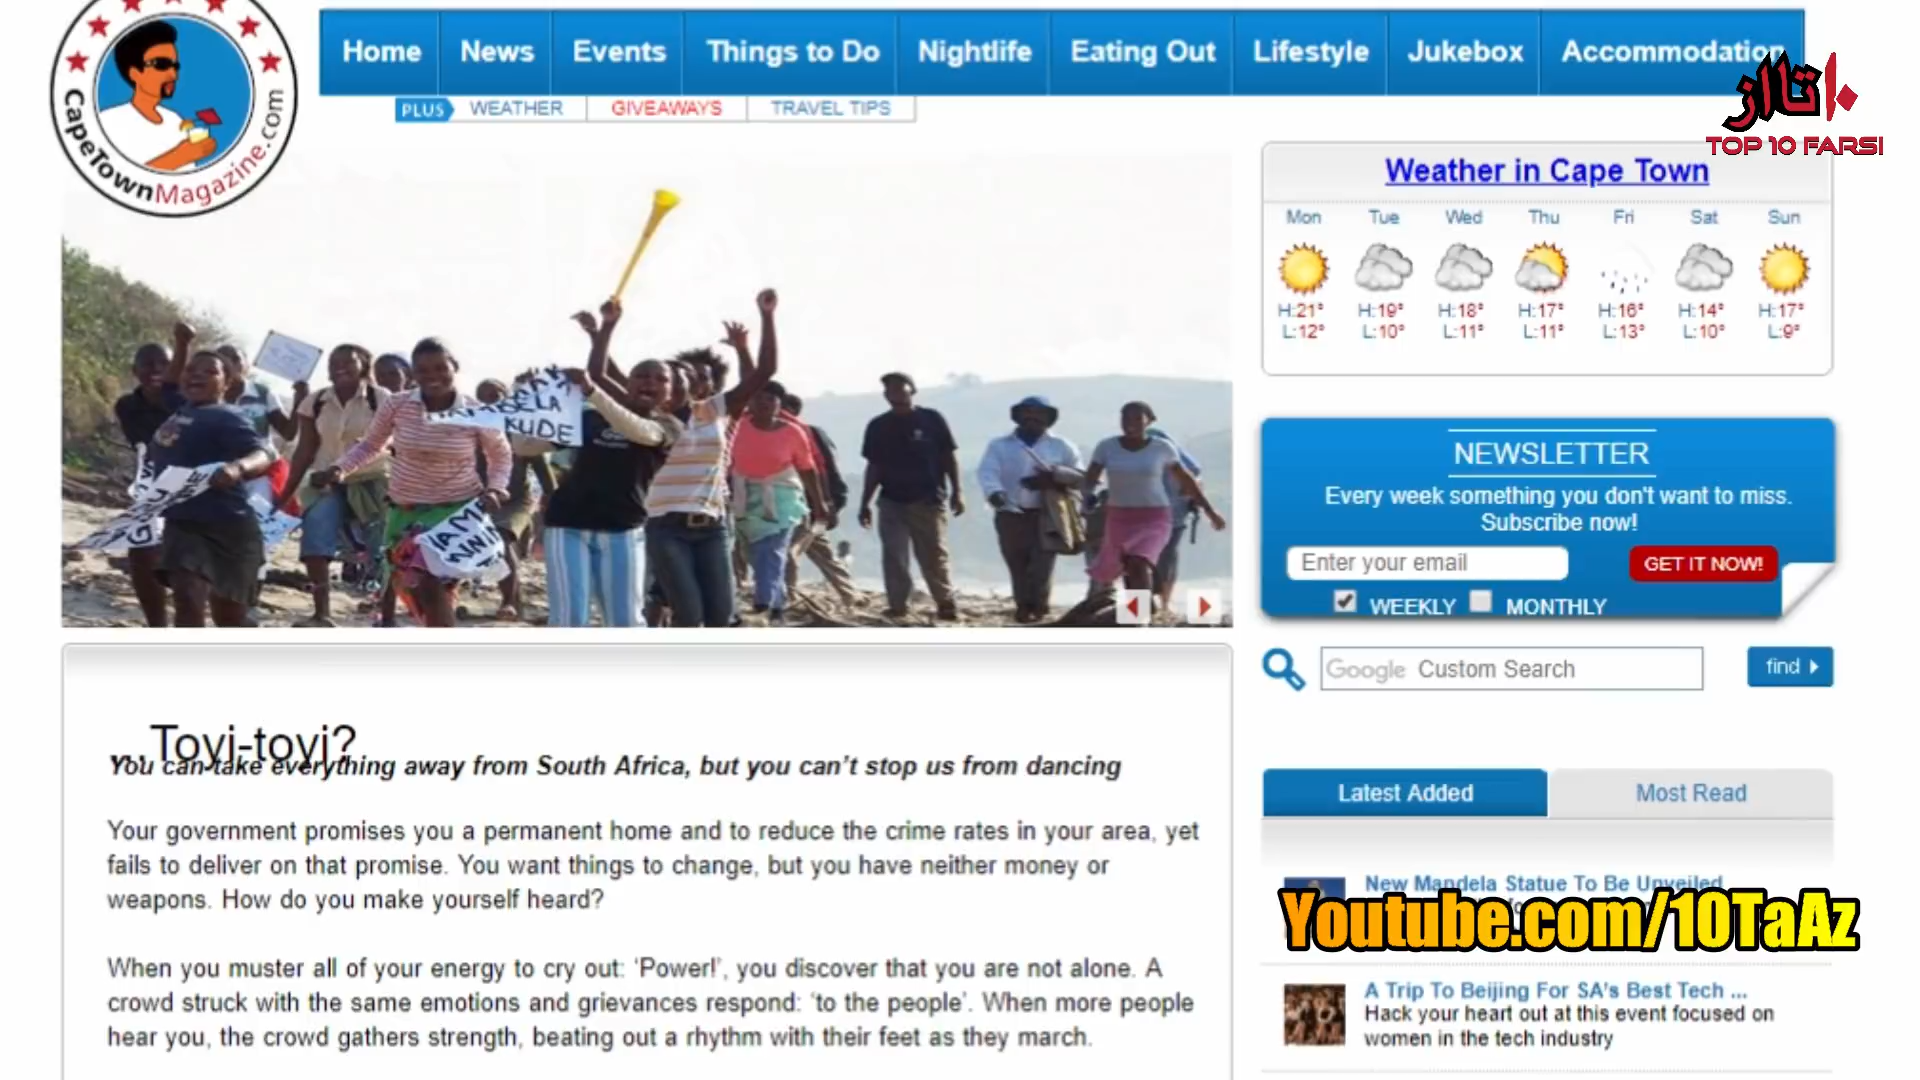 CapeTownMagazine.com
Home News Events Things to Do Nightlife Eating Out Lifestyle Jukebox Accommodation
PLUS WEATHER GIVEAWAYS TRAVEL TIPS
۱۰ تااز
TOP 10 FARSI
Weather in Cape Town
Mon Tue Wed Thu Fri Sat Sun
H:21° H:19° H:18° H:17° H:16° H:14° H:17°
L:12° L:10° L:11° L:11° L:13° L:10° L:9°
KUDE
IAM
NEWSLETTER
Every week something you don't want to miss.
Subscribe now!
Enter your email GET IT NOW!
WEEKLY MONTHLY
Google Custom Search find
... Toyi-toyi?
You can take everything away from South Africa, but you can't stop us from dancing
Your government promises you a permanent home and to reduce the crime rates in your area, yet
fails to deliver on that promise. You want things to change, but you have neither money or
weapons. How do you make yourself heard?
When you muster all of your energy to cry out: 'Power!', you discover that you are not alone. A
crowd struck with the same emotions and grievances respond: 'to the people'. When more people
hear you, the crowd gathers strength, beating out a rhythm with their feet as they march.
Latest Added Most Read
New Mandela Statue To Be Unveiled
Youtube.com/10TaAz
A Trip To Beijing For SA's Best Tech ...
Hack your heart out at this event focused on
women in the tech industry